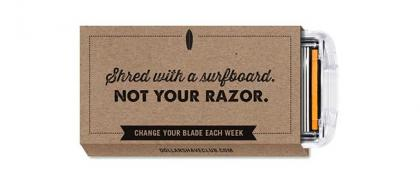 Shred with a surfboard.
NOT YOUR RAZOR.
CHANGE YOUR BLADE EACH WEEK
DOLLARSHAVECLUB.COM